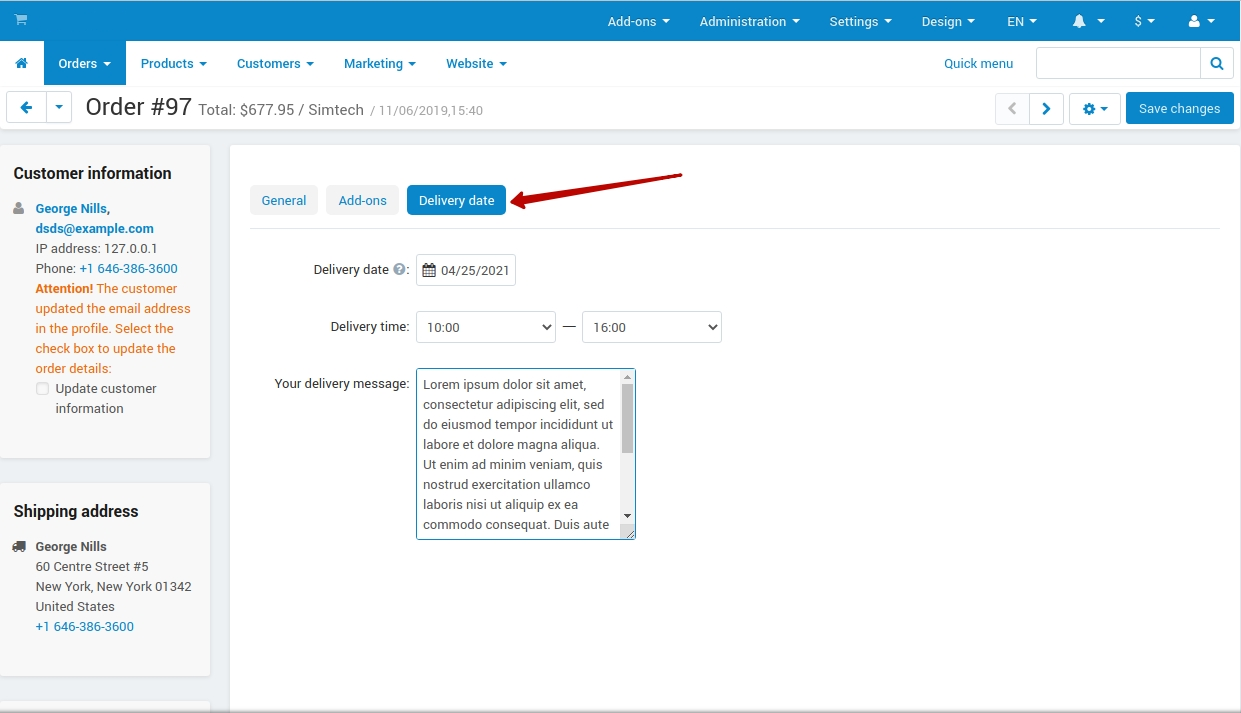 Add-ons
Administration
Settings
Design
EN
$
Orders
Products
Customers
Marketing
Website
Quick menu
Order #97 Total: $677.95 / Simtech / 11/06/2019,15:40
Save changes
Customer information
George Nills,
dsds@example.com
IP address: 127.0.0.1
Phone: +1 646-386-3600
Attention! The customer
updated the email address
in the profile. Select the
check box to update the
order details:
Update customer
information
Shipping address
George Nills
60 Centre Street #5
New York, New York 01342
United States
+1 646-386-3600
General
Add-ons
Delivery date
Delivery date ?: 04/25/2021
Delivery time: 10:00 — 16:00
Your delivery message:
Lorem ipsum dolor sit amet,
consectetur adipiscing elit, sed
do eiusmod tempor incididunt ut
labore et dolore magna aliqua.
Ut enim ad minim veniam, quis
nostrud exercitation ullamco
laboris nisi ut aliquip ex ea
commodo consequat. Duis aute